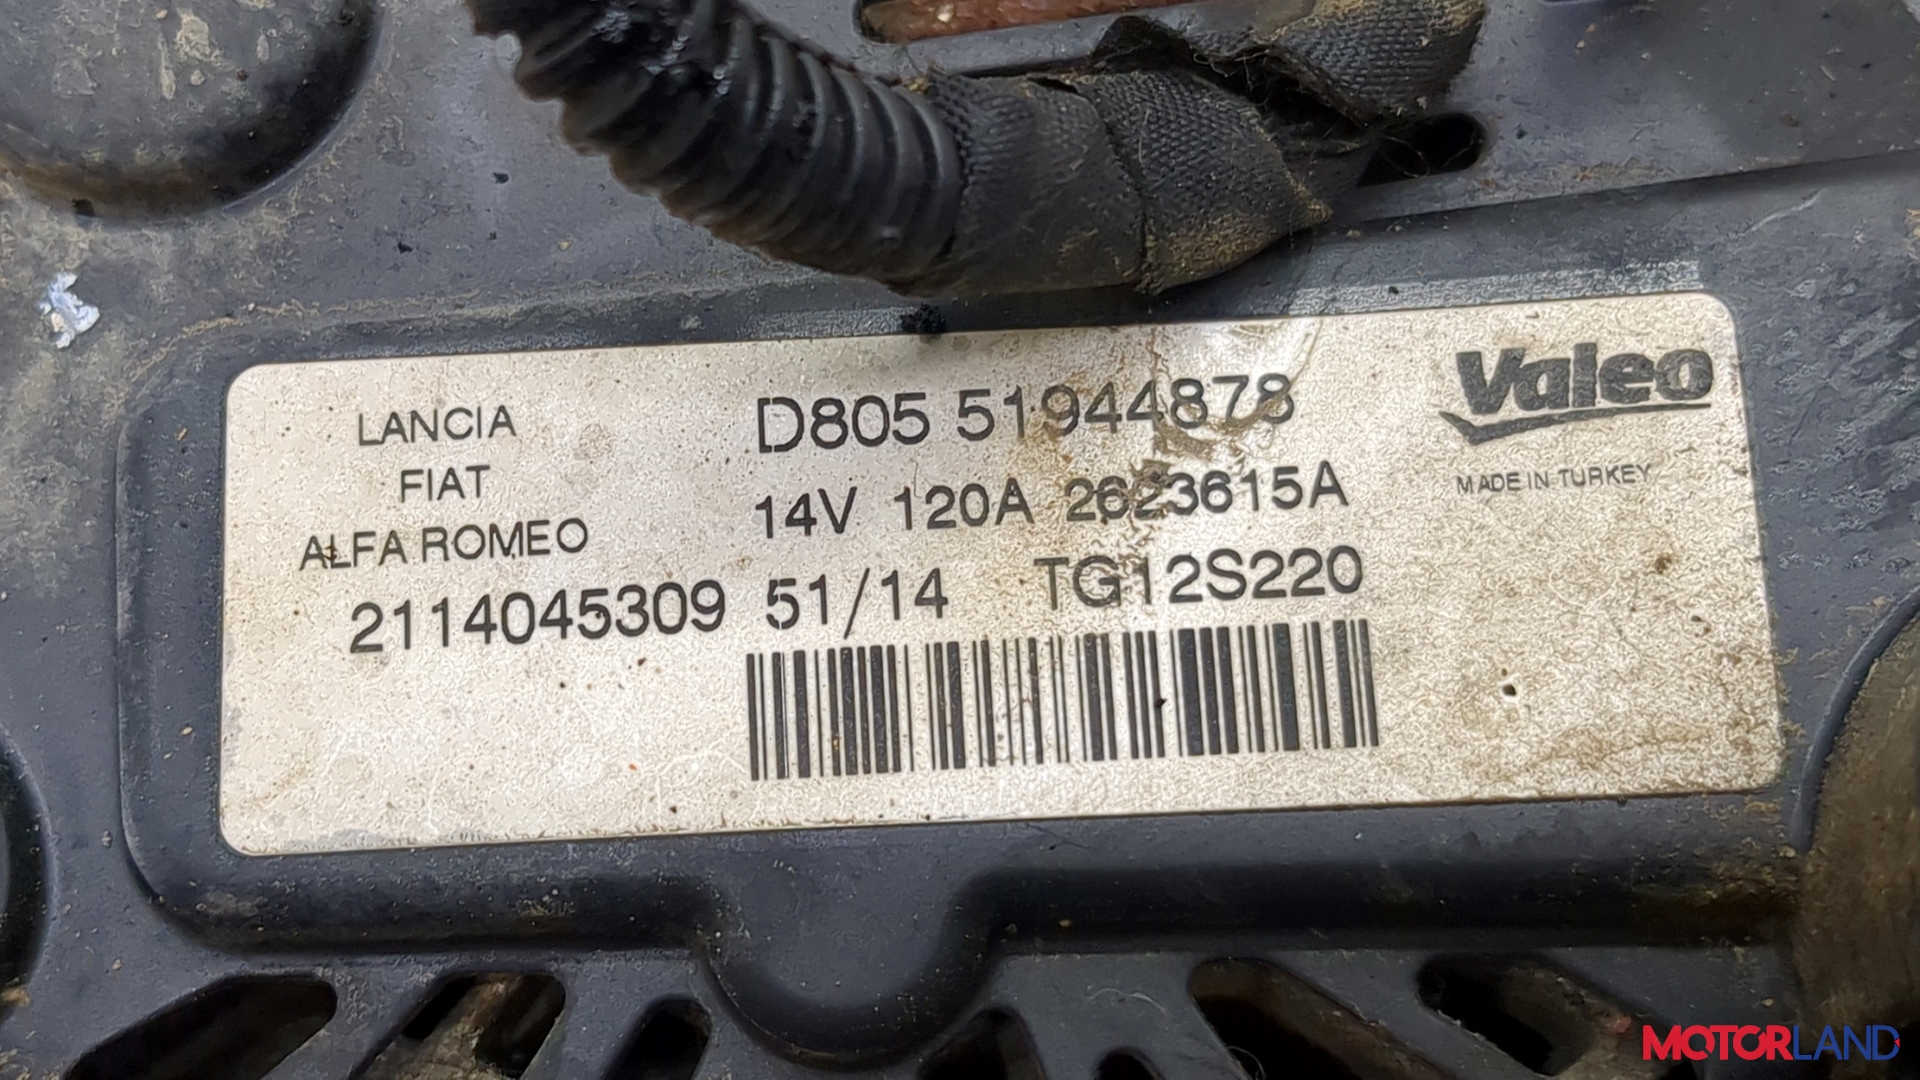 LANCIA
FIAT
ALFA ROMEO
D805 51944878
14V 120A 2623615A
2114045309 51/14 TG12S220
Valeo
MADE IN TURKEY
MOTORLAND